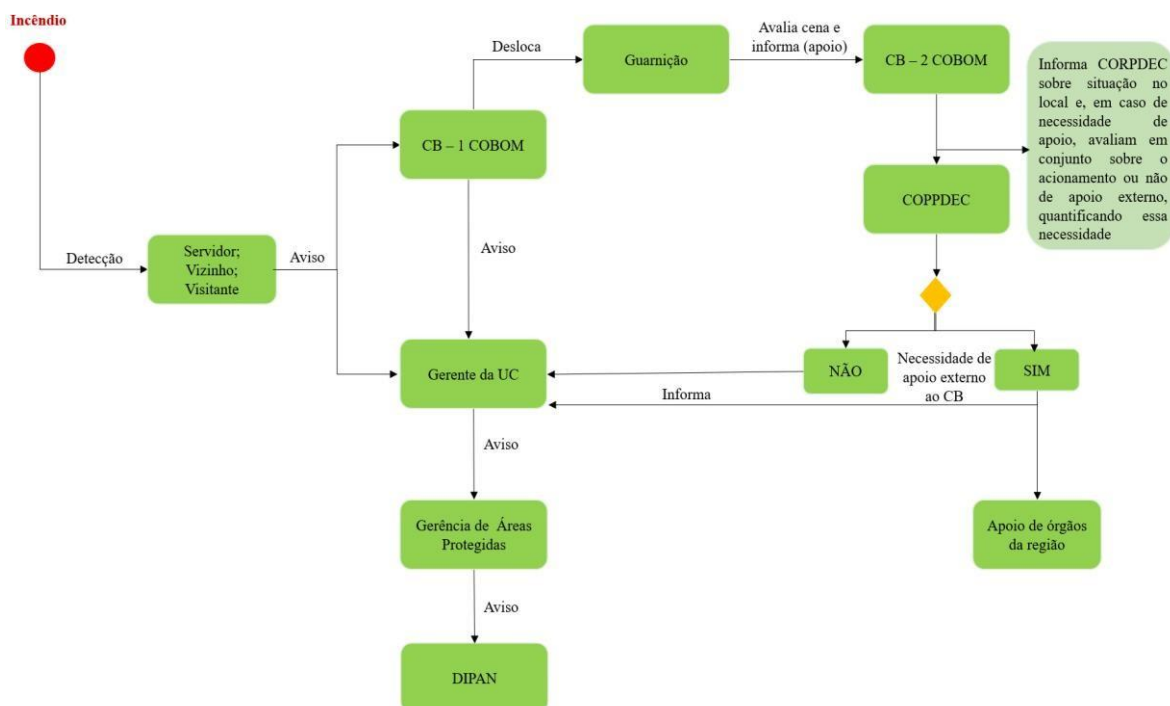 Incêndio
Detecção
Servidor;
Vizinho;
Visitante
Aviso
CB – 1 COBOM
Desloca
Guarnição
Avalia cena e
informa (apoio)
CB – 2 COBOM
Informa CORPDEC
sobre situação no
local e, em caso de
necessidade de
apoio, avaliam em
conjunto sobre o
acionamento ou não
de apoio externo,
quantificando essa
necessidade
COPPDEC
Aviso
Gerente da UC
NÃO
Necessidade de
apoio externo
ao CB
SIM
Informa
Aviso
Gerência de Áreas
Protegidas
Apoio de órgãos
da região
Aviso
DIPAN